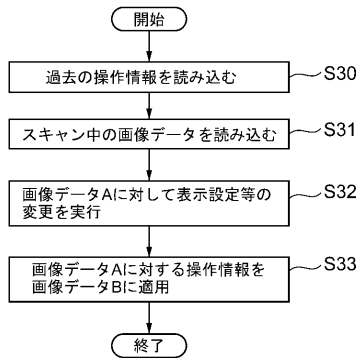 開始
過去の操作情報を読み込む
S30
スキャン中の画像データを読み込む
S31
画像データAに対して表示設定等の
変更を実行
S32
画像データAに対する操作情報を
画像データBに適用
S33
終了